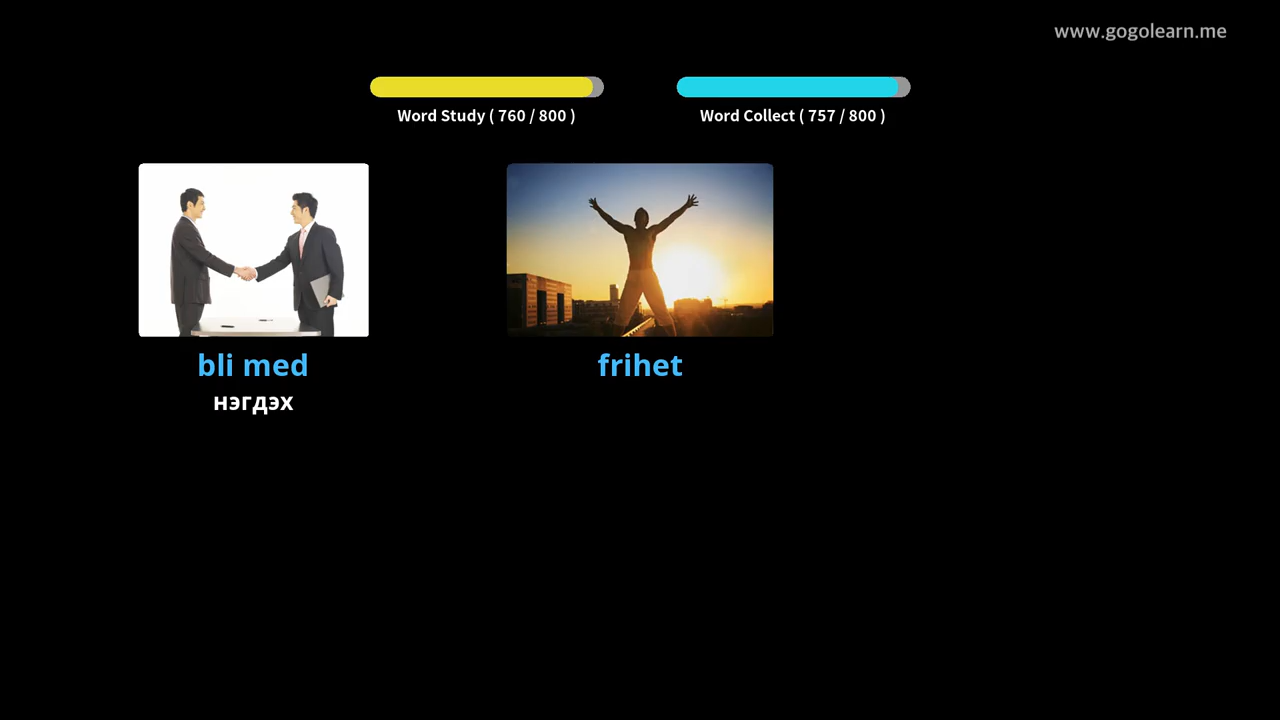 www.gogolearn.me
Word Study ( 760 / 800 )
Word Collect ( 757 / 800 )
bli med
нэгдэх
frihet